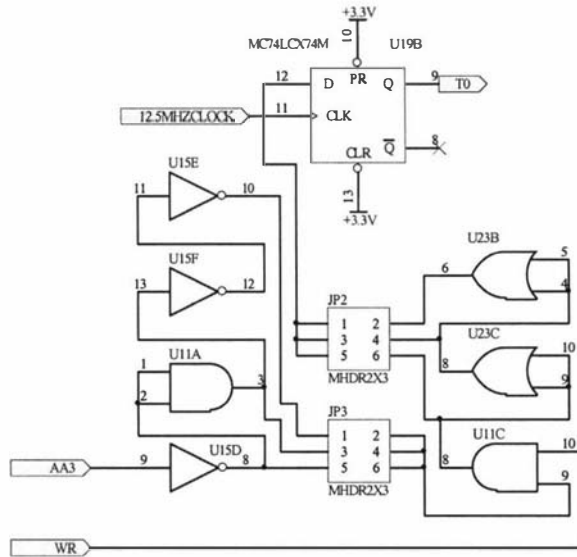 +3.3V
MC74LCX74M
10
U19B
12
D
PR
Q
9
T0
12.5MHZCLOCK
11
CLK
CLR
Q
8
U15E
13
+3.3V
11
10
U15F
U23B
13
12
6
5
4
JP2
U11A
1
2
U23C
3
4
10
1
5
6
8
3
MHDR2X3
9
2
JP3
U11C
U15D
1
2
10
3
4
AA3
9
8
5
6
8
9
MHDR2X3
WR